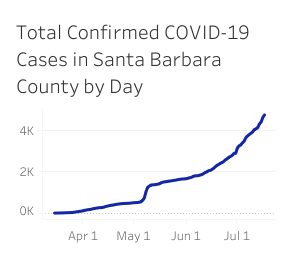 Total Confirmed COVID-19
Cases in Santa Barbara
County by Day
4K
2K
0K
Apr 1 May 1 Jun 1 Jul 1